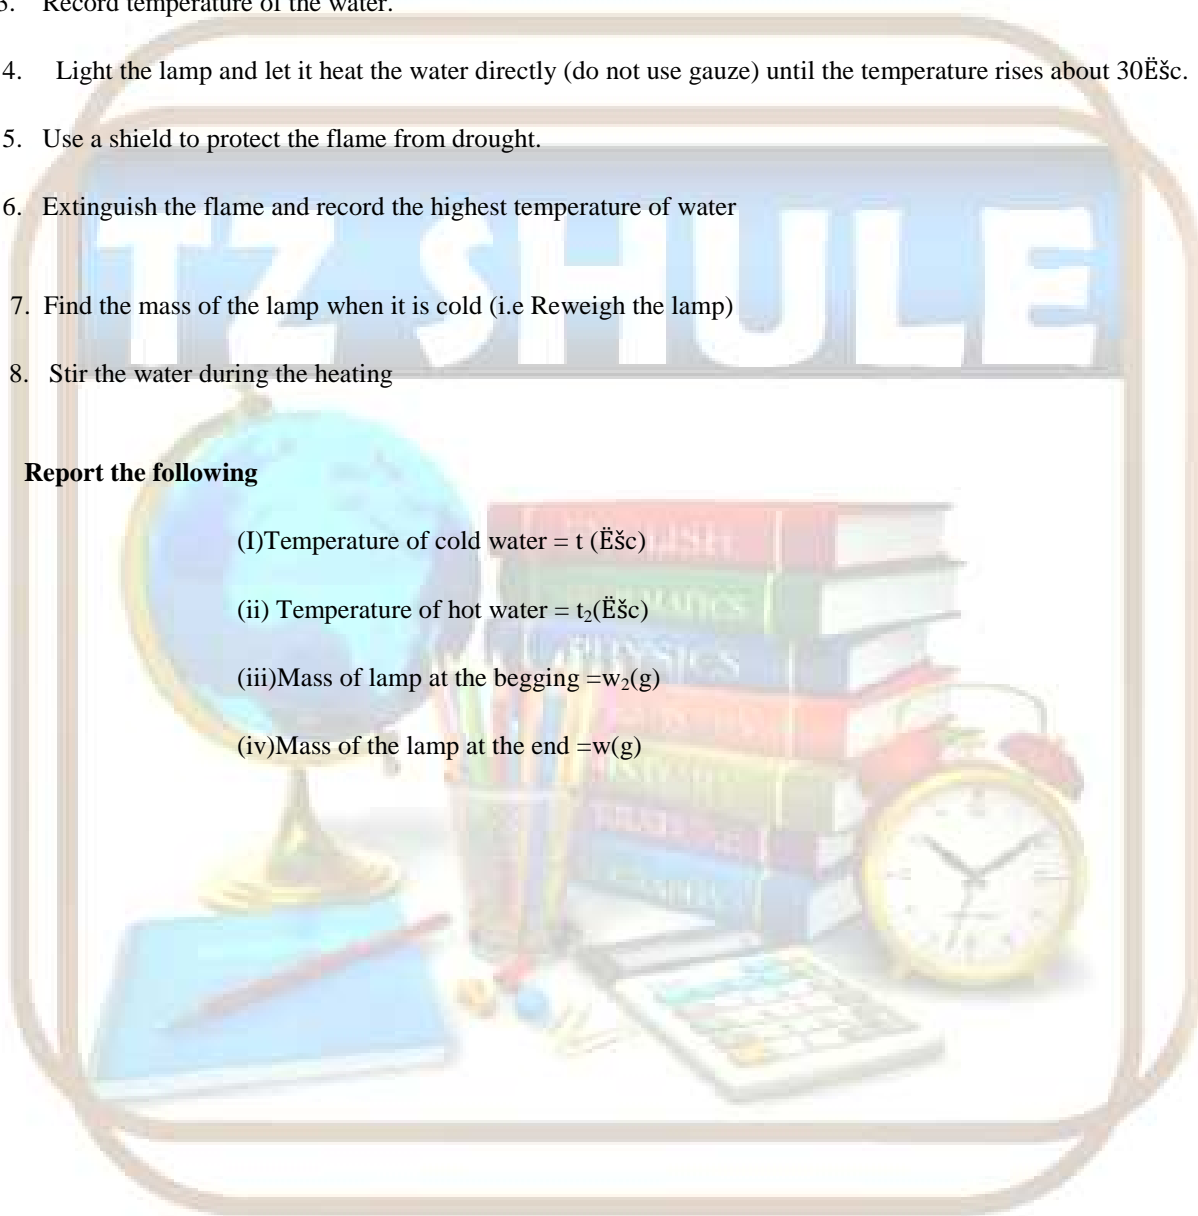 3. Record temperature of the water.
4. Light the lamp and let it heat the water directly (do not use gauze) until the temperature rises about 30Ëšc.
5. Use a shield to protect the flame from drought.
TZ SHULE
6. Extinguish the flame and record the highest temperature of water
7. Find the mass of the lamp when it is cold (i.e Reweigh the lamp)
8. Stir the water during the heating
Report the following
(I)Temperature of cold water = t (Ëšc)
(ii) Temperature of hot water = t₂(Ëšc)
PHYSICS
(iii)Mass of lamp at the begging =w₂(g)
(iv)Mass of the lamp at the end =w(g)